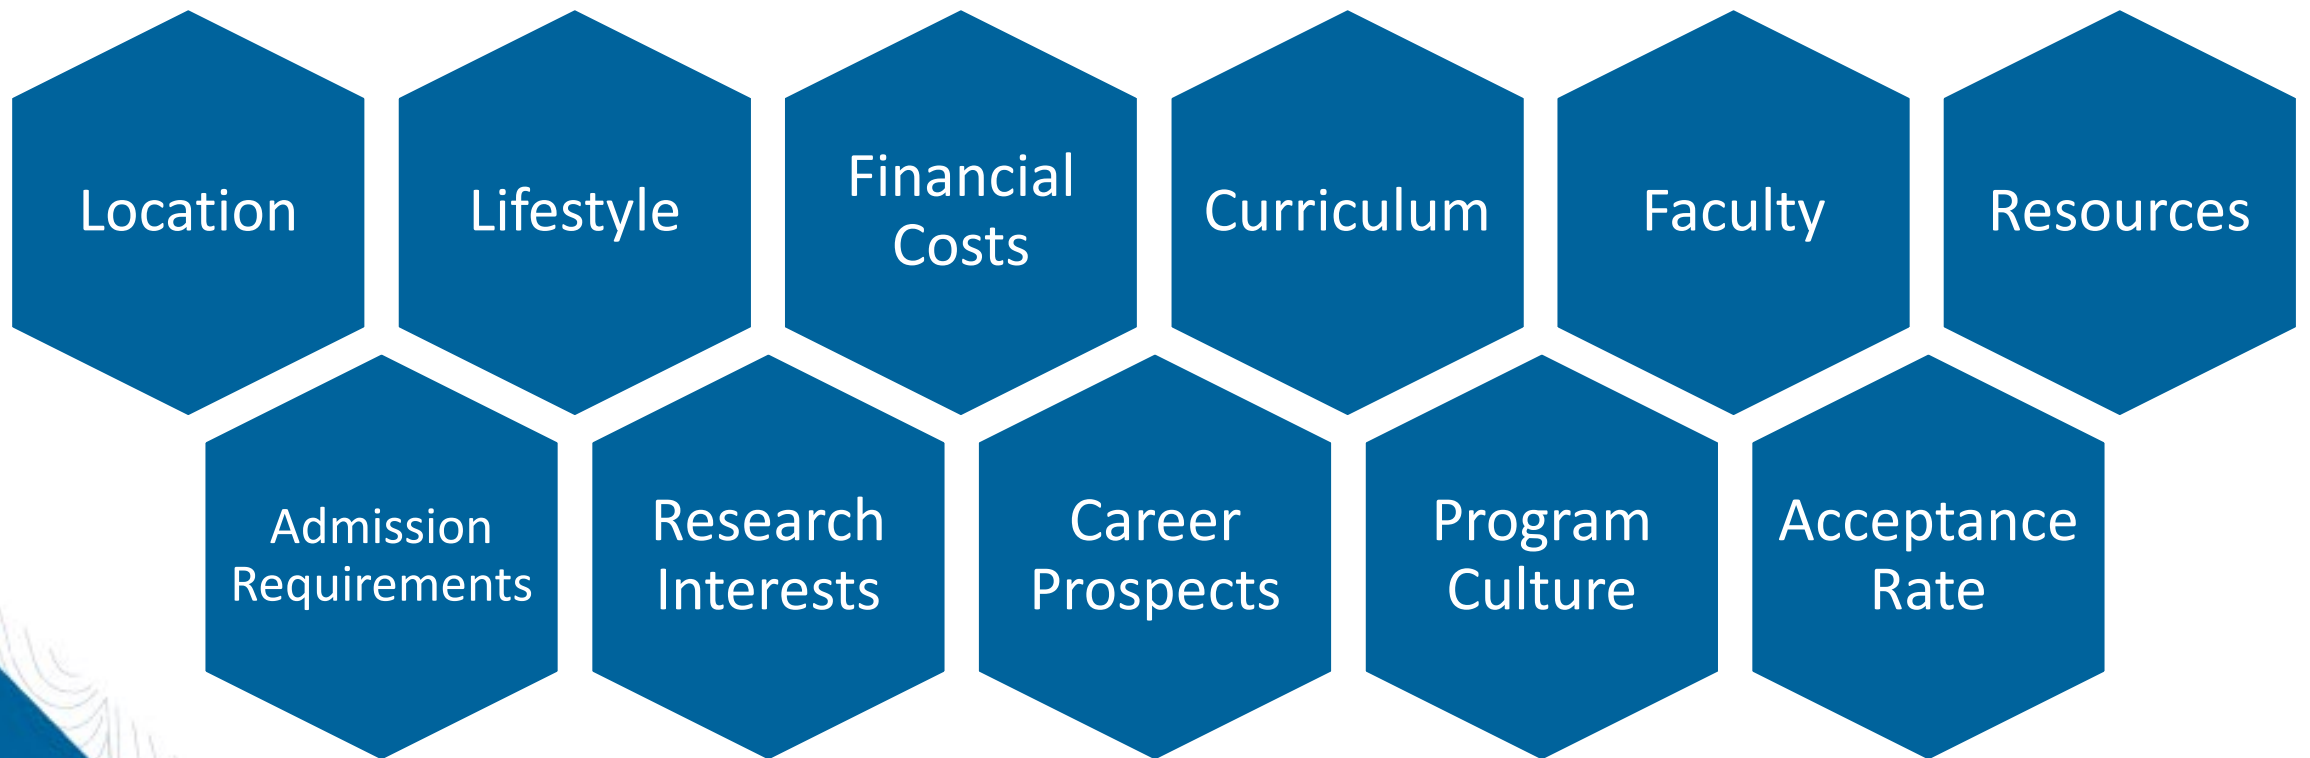 Location
Lifestyle
Financial
Costs
Curriculum
Faculty
Resources
Admission
Requirements
Research
Interests
Career
Prospects
Program
Culture
Acceptance
Rate